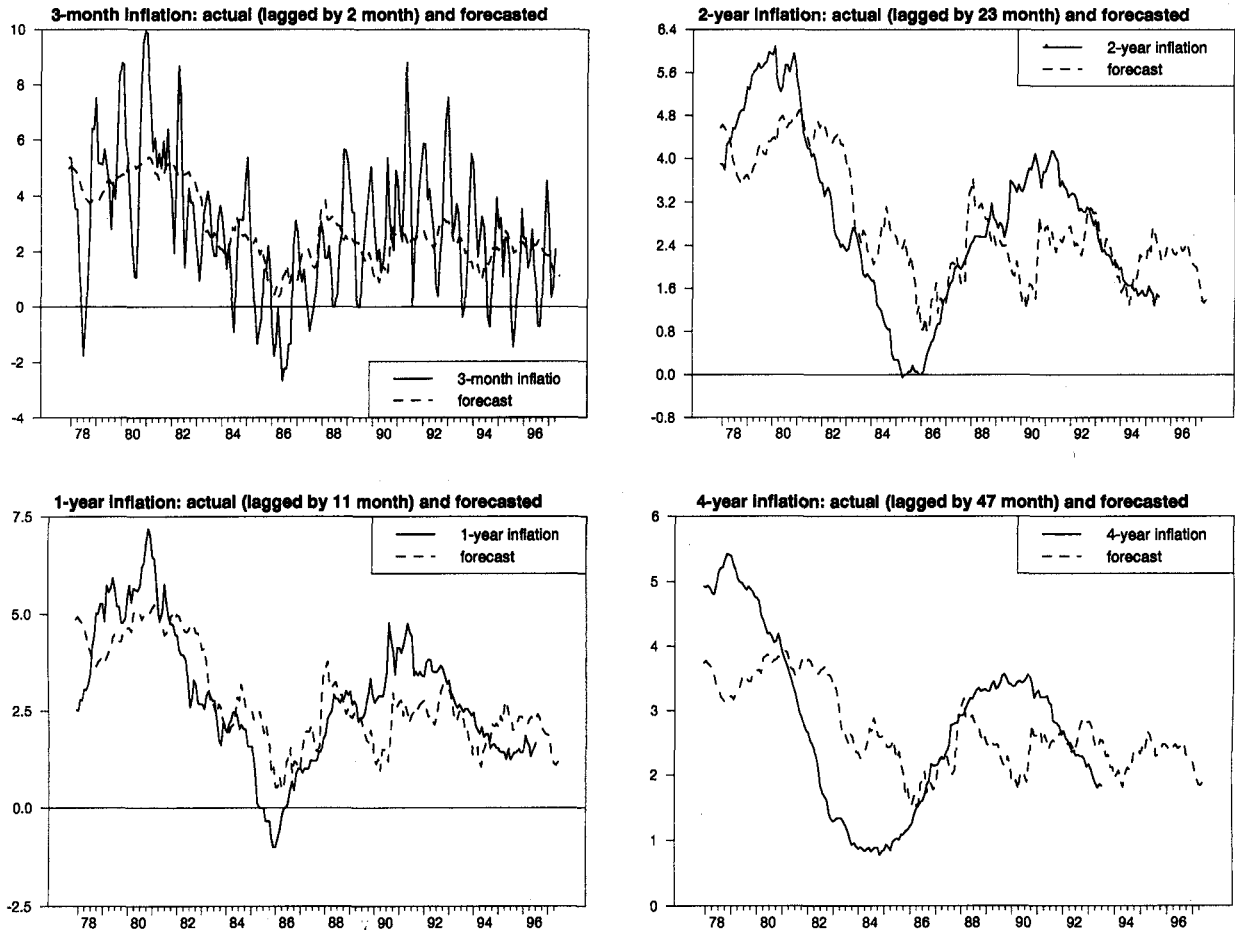 3-month inflation: actual (lagged by 2 month) and forecasted
10
8
6
4
2
0
-2
-4
3-month inflatio
forecast
78 80 82 84 86 88 90 92 94 96
2-year inflation: actual (lagged by 23 month) and forecasted
6.4
5.6
4.8
4.0
3.2
2.4
1.6
0.8
0.0
-0.8
2-year inflation
forecast
78 80 82 84 86 88 90 92 94 96
1-year inflation: actual (lagged by 11 month) and forecasted
7.5
5.0
2.5
0.0
-2.5
1-year inflation
forecast
78 80 82 84 86 88 90 92 94 96
4-year inflation: actual (lagged by 47 month) and forecasted
6
5
4
3
2
1
0
4-year inflation
forecast
78 80 82 84 86 88 90 92 94 96